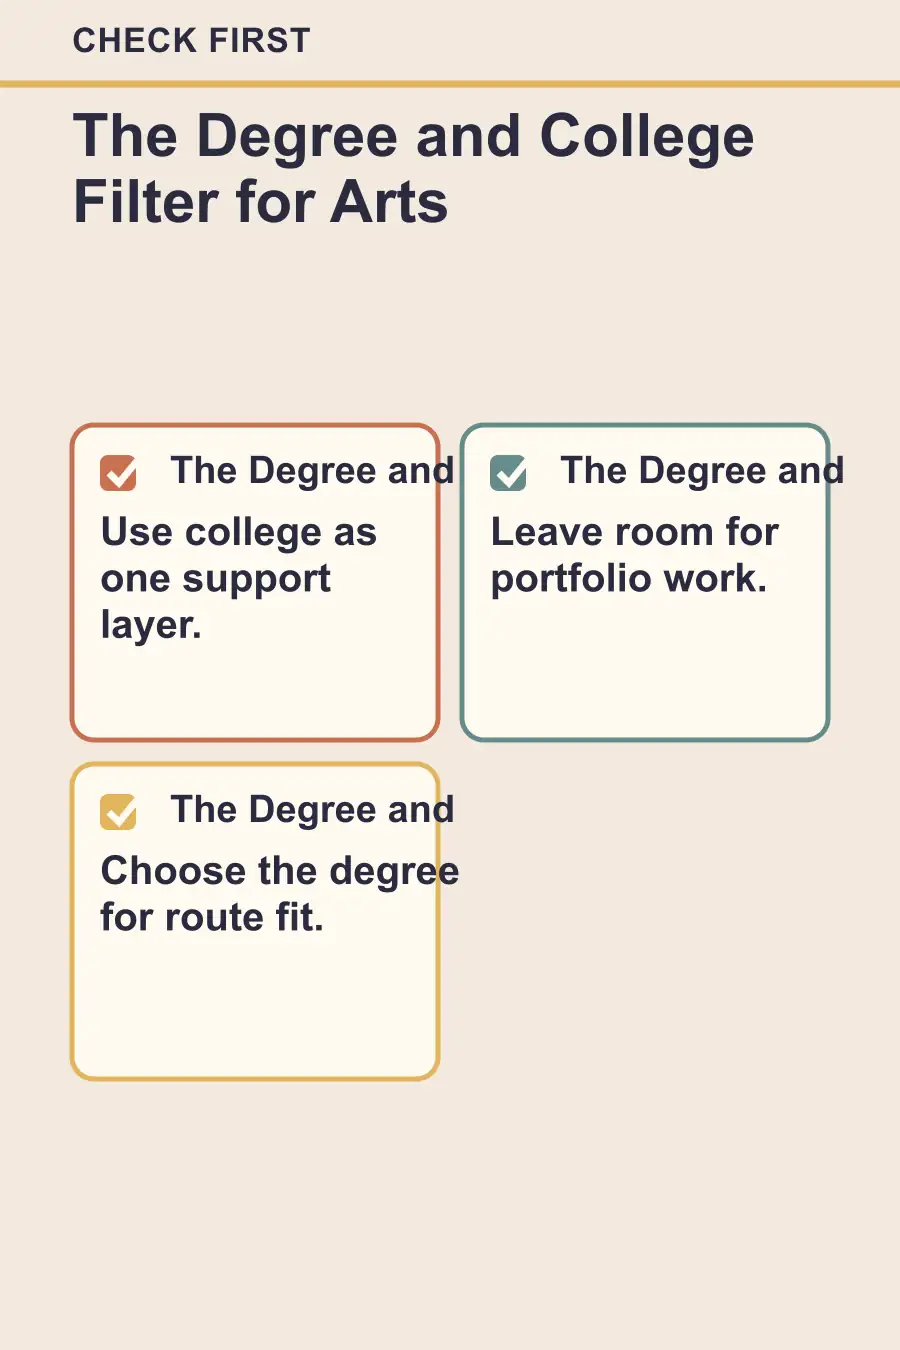 CHECK FIRST
The Degree and College
Filter for Arts
The Degree and
Use college as
one support
layer.
The Degree and
Leave room for
portfolio work.
The Degree and
Choose the degree
for route fit.